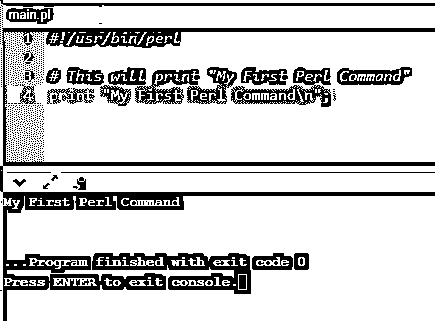 main.pl
1 #!/usr/bin/perl
2
3 # This will print "My First Perl Command"
4 print "My First Perl Command\n";
My First Perl Command
...Program finished with exit code 0
Press ENTER to exit console.